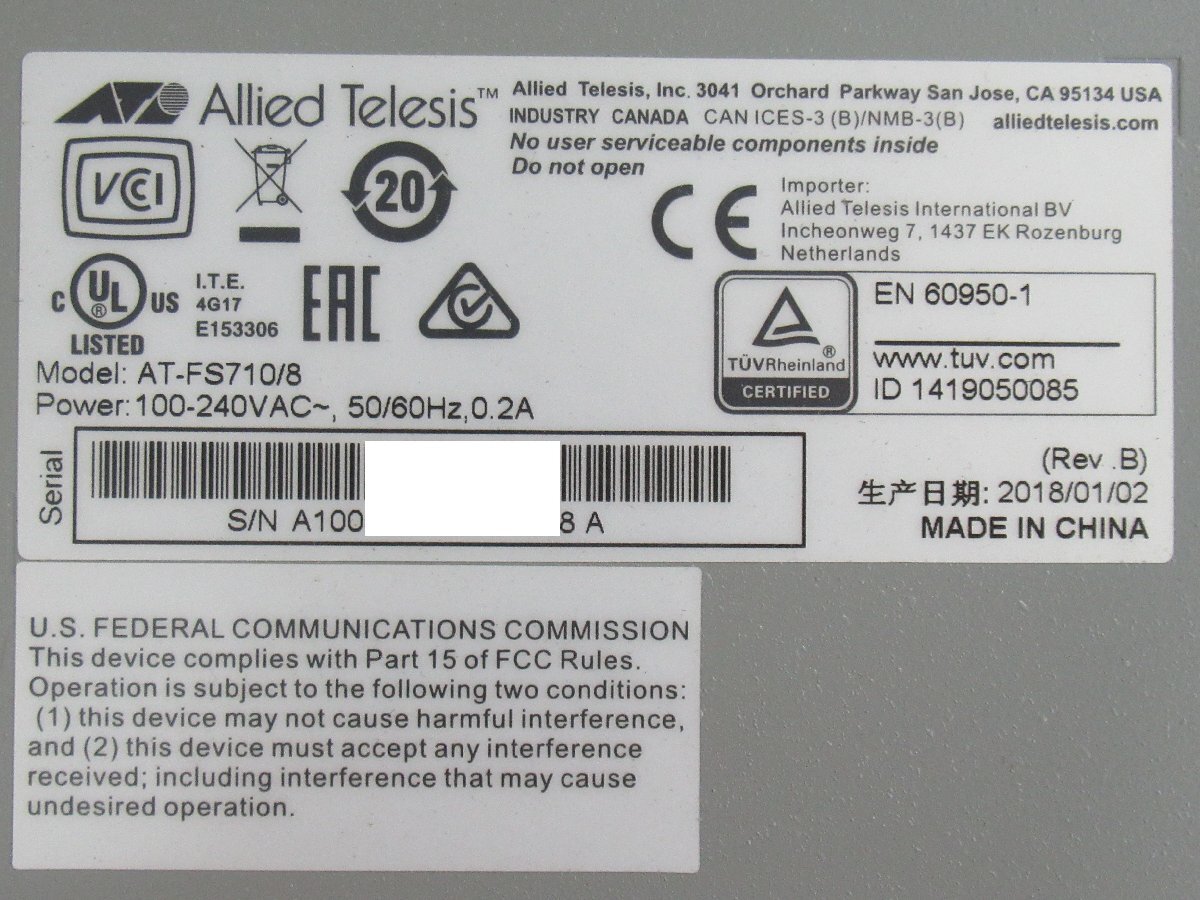 Allied Telesis™
Allied Telesis, Inc. 3041 Orchard Parkway San Jose, CA 95134 USA
INDUSTRY CANADA CAN ICES-3 (B)/NMB-3(B) alliedtelesis.com
No user serviceable components inside
Do not open
VCI
20
CE
Importer:
Allied Telesis International BV
Incheonweg 7, 1437 EK Rozenburg
Netherlands
C UL ® US
LISTED
I.T.E.
4G17
E153306
EAC
TÜVRheinland®
CERTIFIED
EN 60950-1
www.tuv.com
ID 1419050085
Model: AT-FS710/8
Power: 100-240VAC~, 50/60Hz,0.2A
Serial
S/N A100
8 A
(Rev .B)
生产日期: 2018/01/02
MADE IN CHINA
U.S. FEDERAL COMMUNICATIONS COMMISSION
This device complies with Part 15 of FCC Rules.
Operation is subject to the following two conditions:
(1) this device may not cause harmful interference,
and (2) this device must accept any interference
received; including interference that may cause
undesired operation.